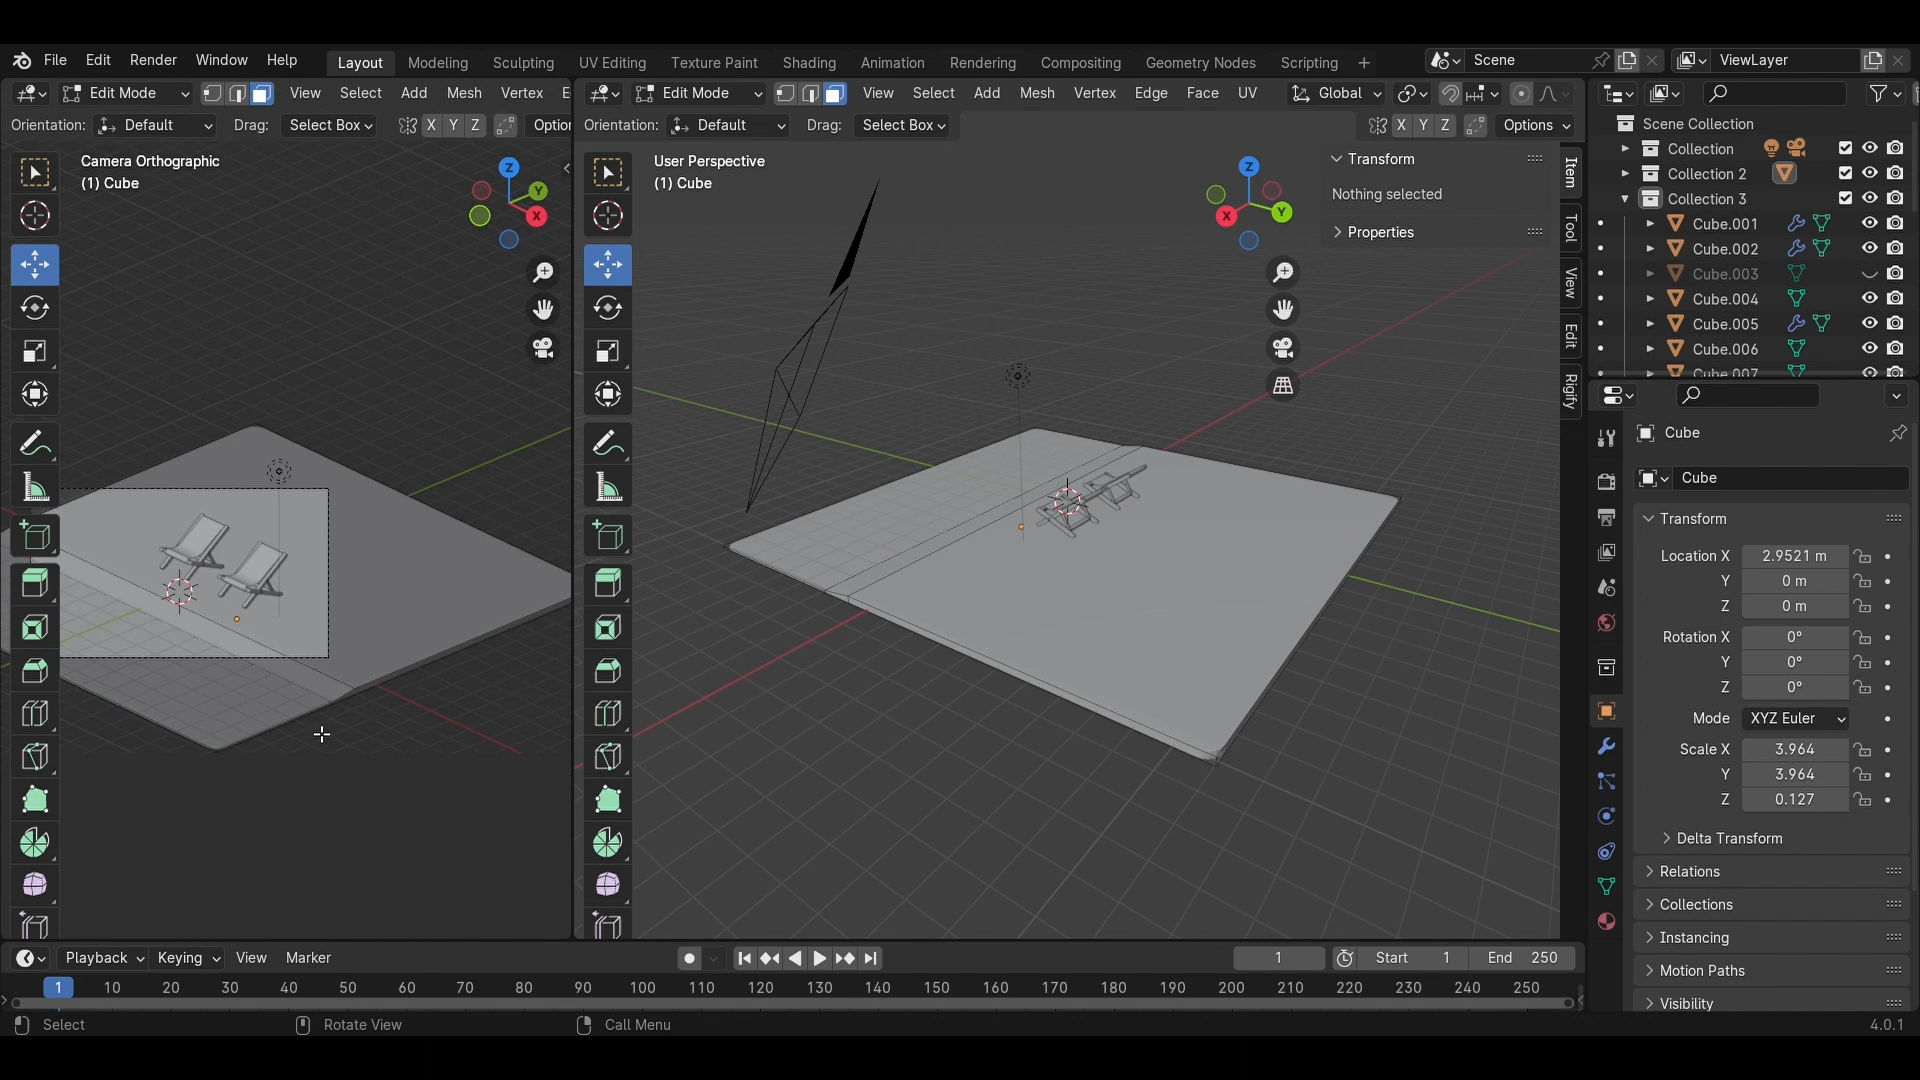 File Edit Render Window Help Layout Modeling Sculpting UV Editing Texture Paint Shading Animation Rendering Compositing Geometry Nodes Scripting + Scene ViewLayer
Edit Mode View Select Add Mesh Vertex E
Edit Mode View Select Add Mesh Vertex Edge Face UV Global
Orientation: Default Drag: Select Box X Y Z Optior
Orientation: Default Drag: Select Box X Y Z Options
Camera Orthographic
(1) Cube
Z
Y
X
User Perspective
(1) Cube
Z
X
Y
Transform
Nothing selected
Properties
Item
Tool
View
Edit
Rigify
Scene Collection
Collection
Collection 2
Collection 3
Cube.001
Cube.002
Cube.003
Cube.004
Cube.005
Cube.006
Cube.007
Cube
Cube
Transform
Location X 2.9521 m
Y 0 m
Z 0 m
Rotation X 0°
Y 0°
Z 0°
Mode XYZ Euler
Scale X 3.964
Y 3.964
Z 0.127
Delta Transform
Relations
Collections
Instancing
Motion Paths
Visibility
Playback Keying View Marker 1 Start 1 End 250
1 10 20 30 40 50 60 70 80 90 100 110 120 130 140 150 160 170 180 190 200 210 220 230 240 250
Select Rotate View Call Menu 4.0.1